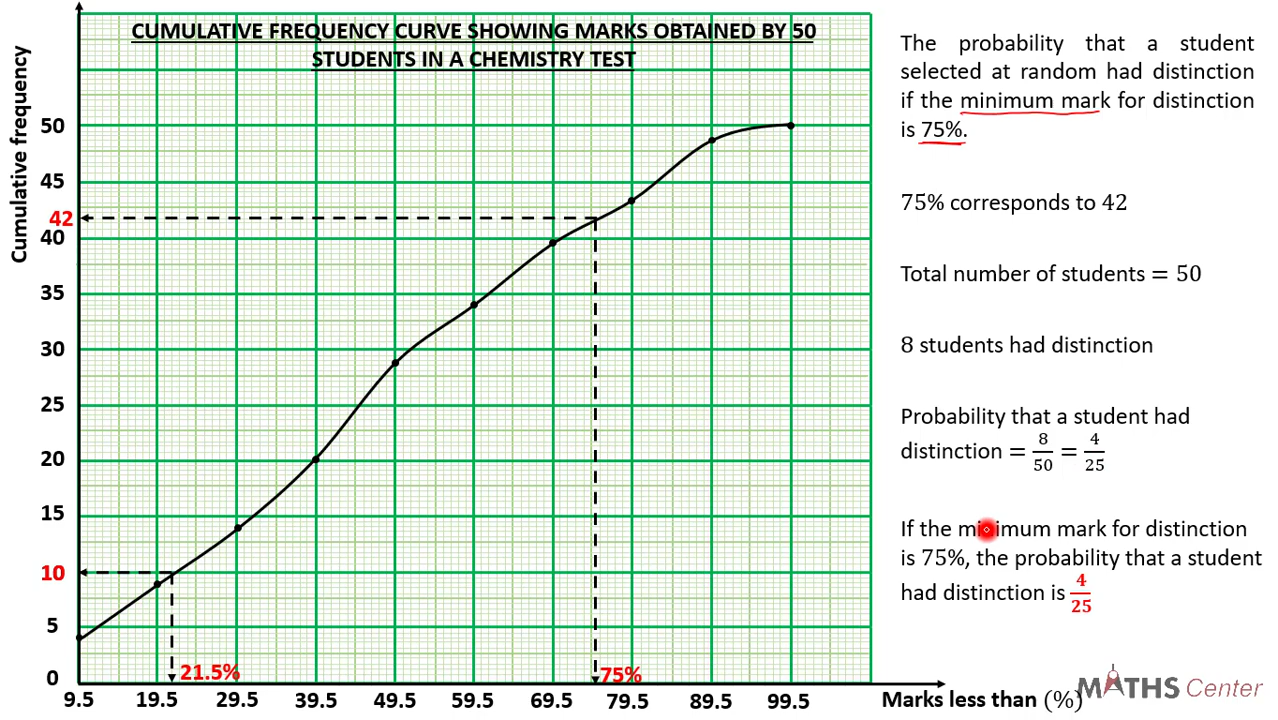 CUMULATIVE FREQUENCY CURVE SHOWING MARKS OBTAINED BY 50
STUDENTS IN A CHEMISTRY TEST
Cumulative frequency
50
45
42
40
35
30
25
20
15
10
5
0
21.5%
75%
9.5 19.5 29.5 39.5 49.5 59.5 69.5 79.5 89.5 99.5
Marks less than (%)
The probability that a student
selected at random had distinction
if the minimum mark for distinction
is 75%.
75% corresponds to 42
Total number of students = 50
8 students had distinction
Probability that a student had
distinction = 8/50 = 4/25
If the minimum mark for distinction
is 75%, the probability that a student
had distinction is 4/25
MATHS Center